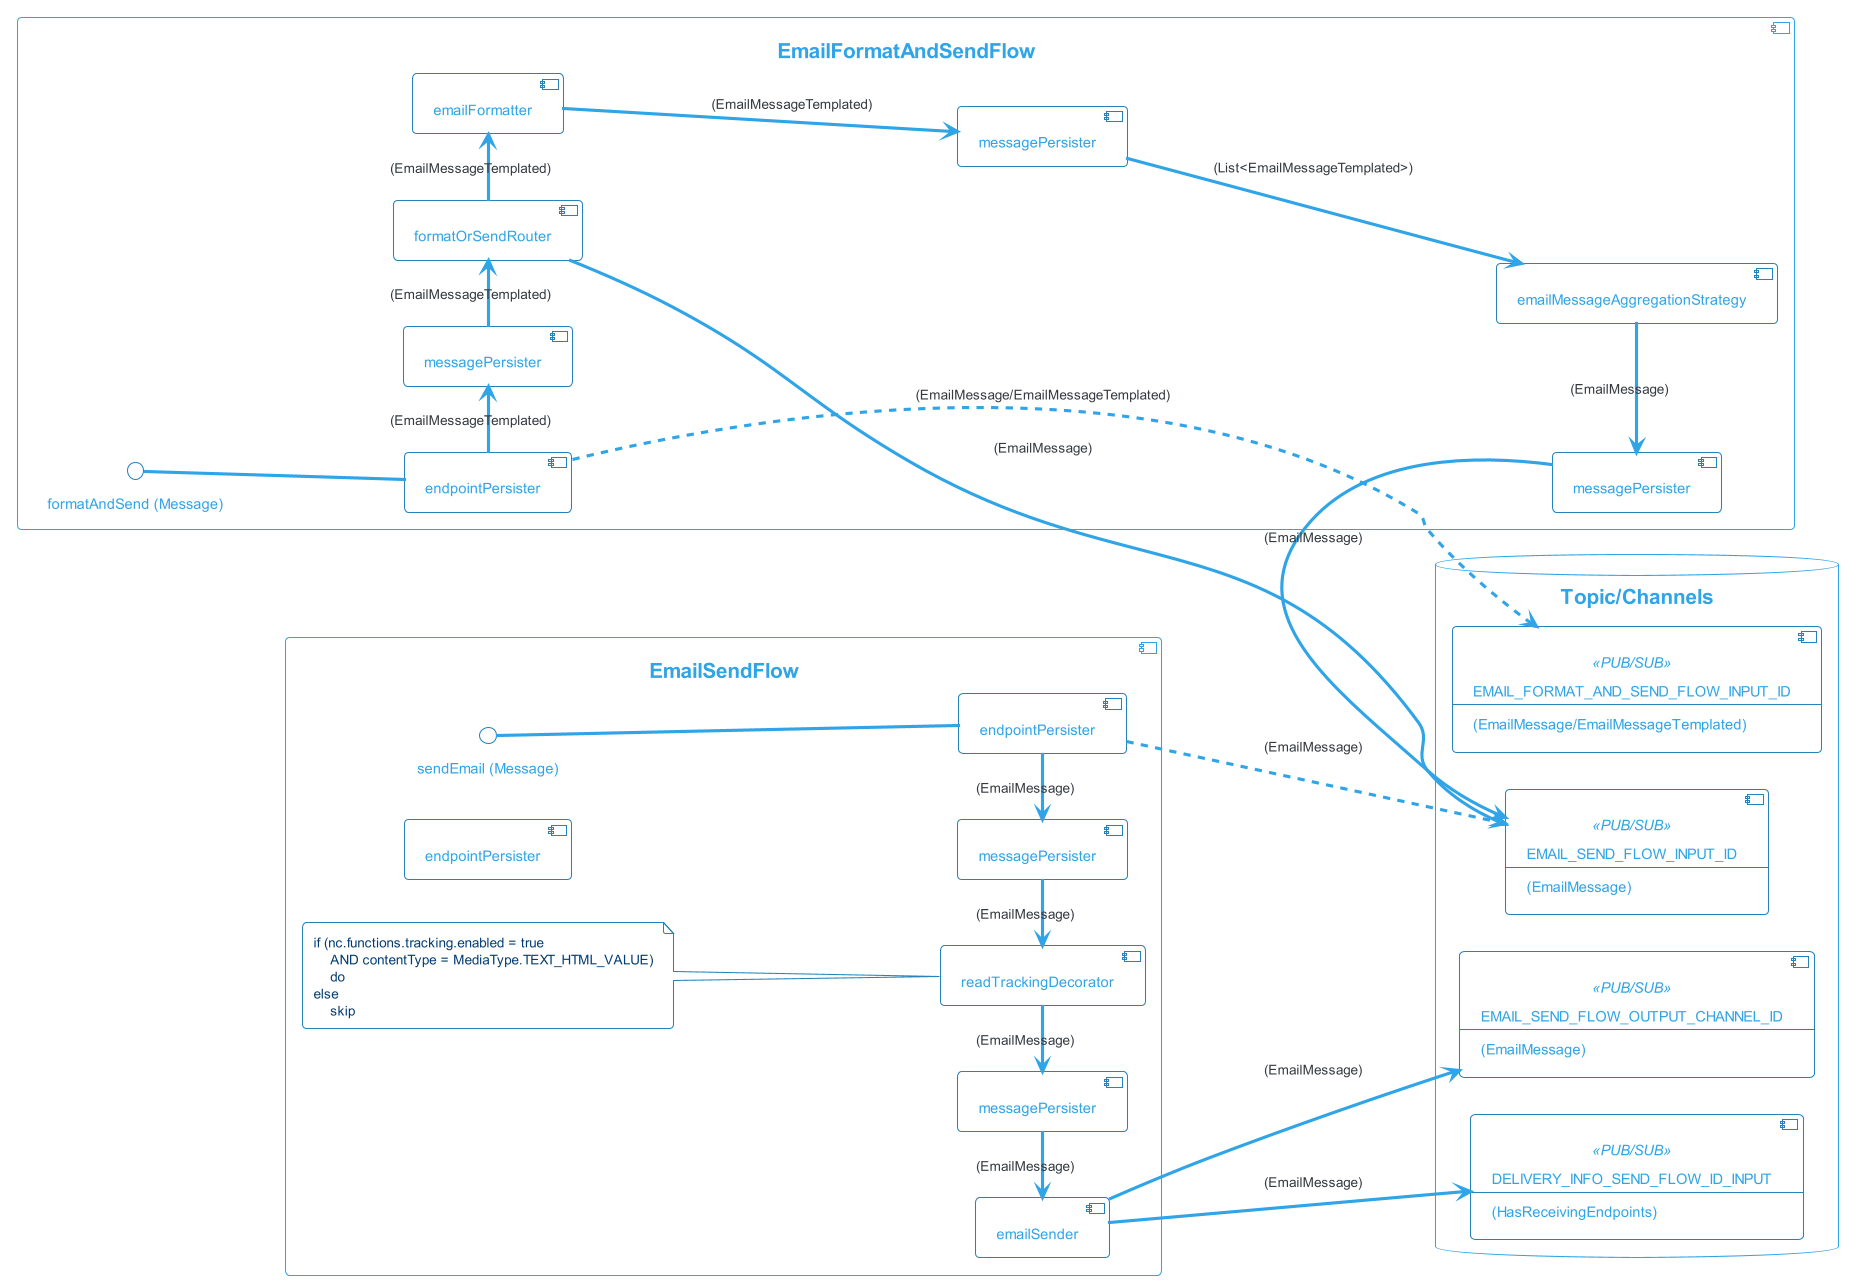 EmailFormatAndSendFlow
emailFormatter
(EmailMessageTemplated)
messagePersister
(EmailMessageTemplated)
(List<EmailMessageTemplated>)
formatOrSendRouter
(EmailMessageTemplated)
emailMessageAggregationStrategy
messagePersister
(EmailMessage/EmailMessageTemplated)
(EmailMessage)
(EmailMessageTemplated)
(EmailMessage)
formatAndSend (Message)
endpointPersister
messagePersister
(EmailMessage)
Topic/Channels
«PUB/SUB»
EMAIL_FORMAT_AND_SEND_FLOW_INPUT_ID
(EmailMessage/EmailMessageTemplated)
«PUB/SUB»
EMAIL_SEND_FLOW_INPUT_ID
(EmailMessage)
«PUB/SUB»
EMAIL_SEND_FLOW_OUTPUT_CHANNEL_ID
(EmailMessage)
«PUB/SUB»
DELIVERY_INFO_SEND_FLOW_ID_INPUT
(HasReceivingEndpoints)
EmailSendFlow
sendEmail (Message)
endpointPersister
(EmailMessage)
(EmailMessage)
endpointPersister
messagePersister
(EmailMessage)
if (nc.functions.tracking.enabled = true
AND contentType = MediaType.TEXT_HTML_VALUE)
do
else
skip
readTrackingDecorator
(EmailMessage)
messagePersister
(EmailMessage)
(EmailMessage)
(EmailMessage)
emailSender